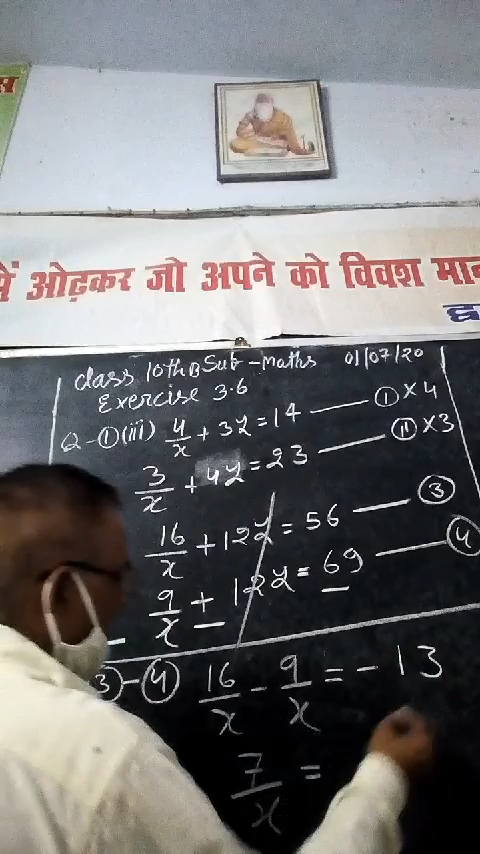 में ओढ़कर जो अपने को विवश मान
class 10th B Sub - Maths 01/07/20
Exercise 3.6
Q-①(iii) 4/x + 3y = 14 — ① × 4
3/x + 4y = 23 — ⑪ × 3
16/x + 12y = 56 — ③
9/x + 12y = 69 — ④
③-④ 16/x - 9/x = -13
7/x =